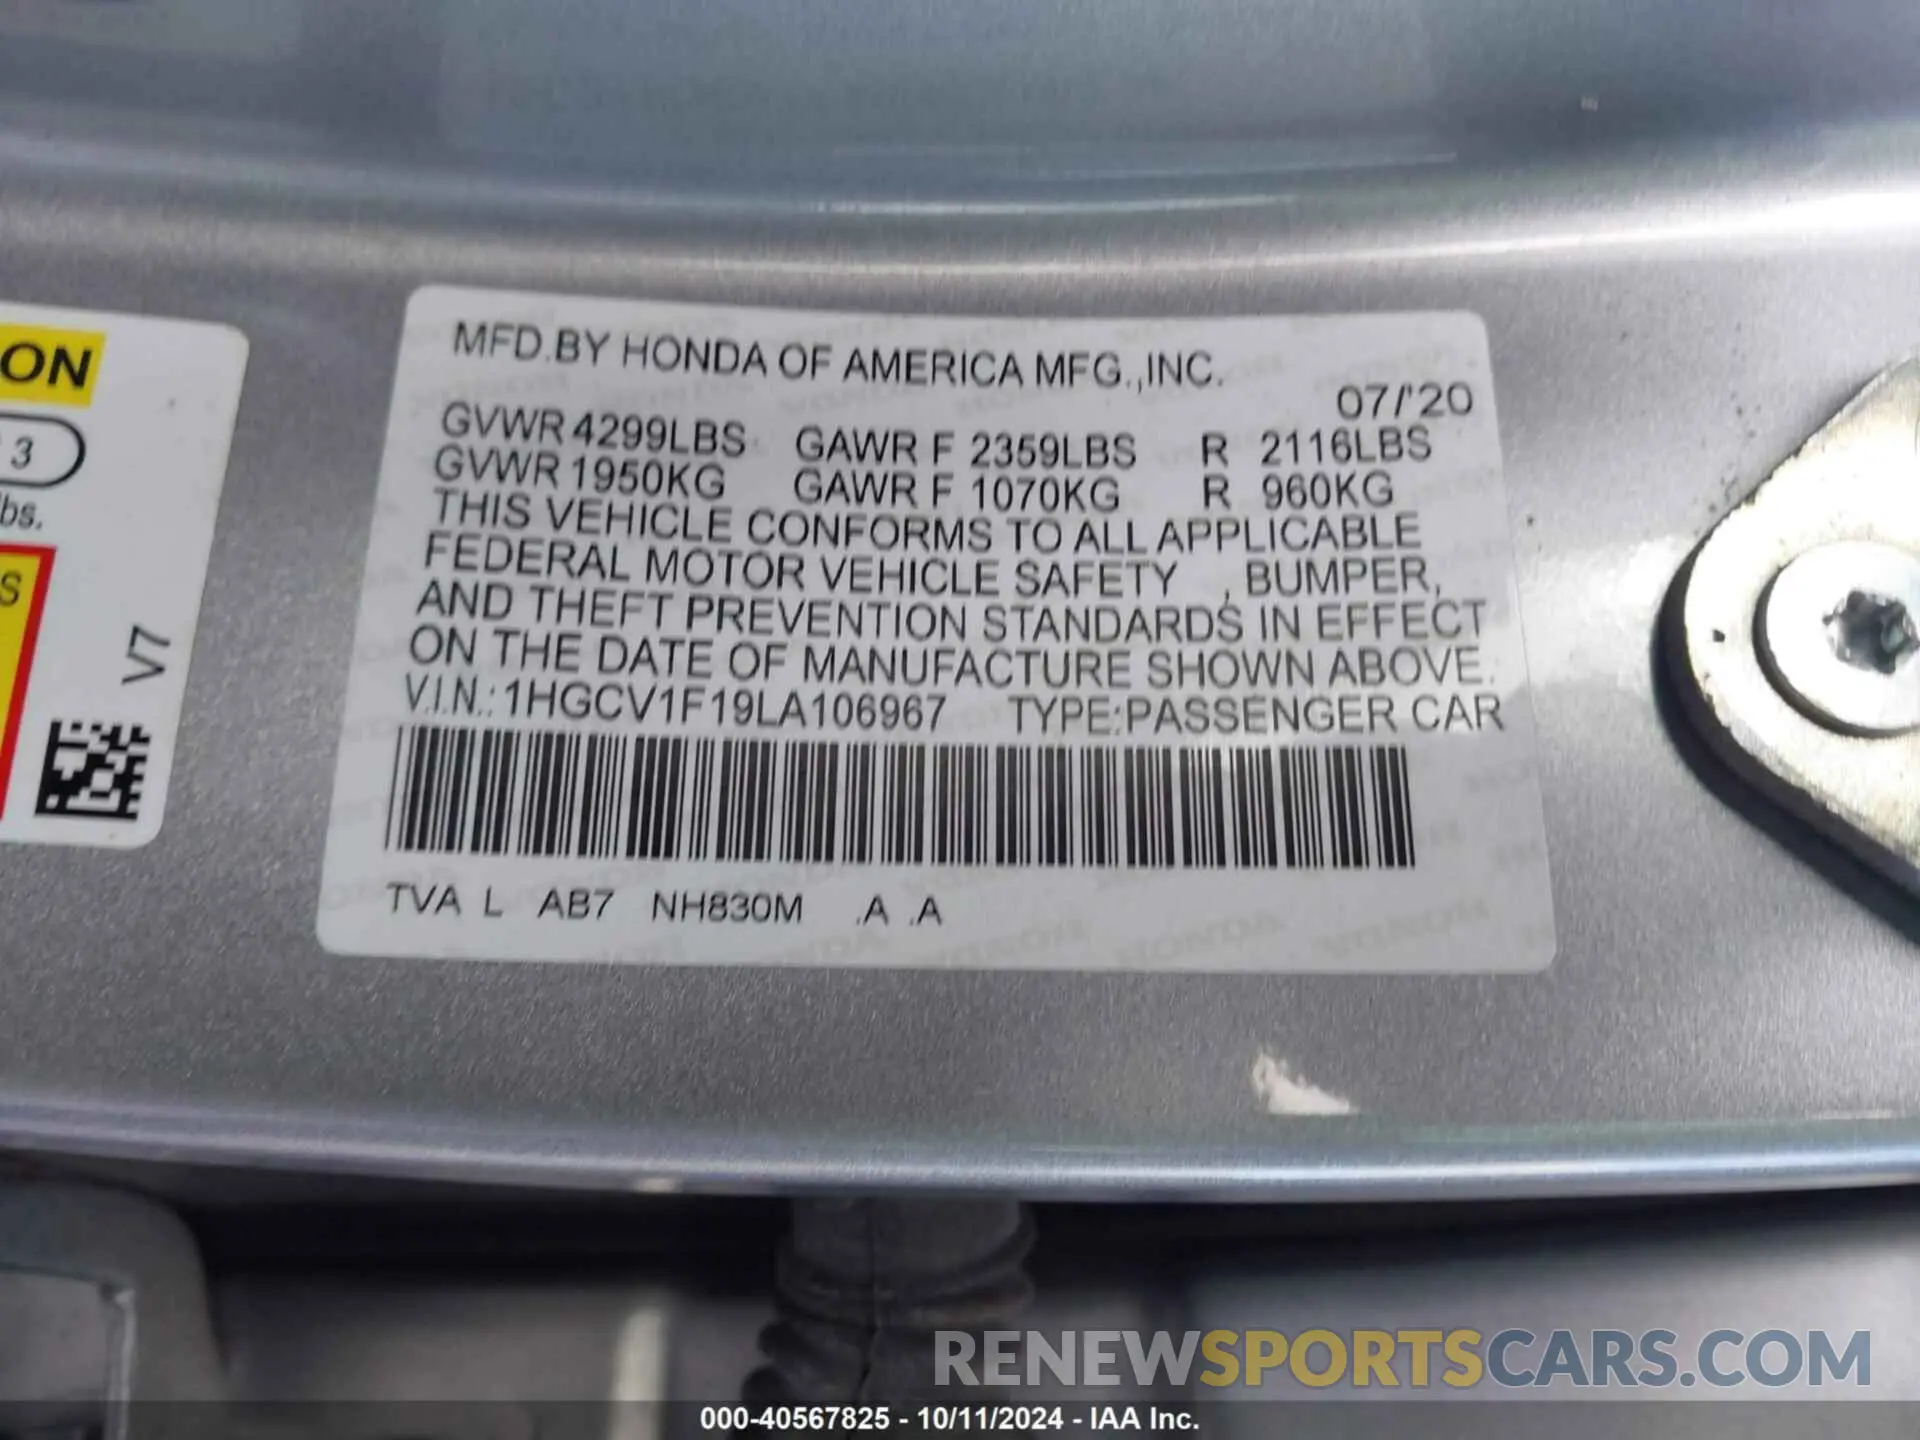 MFD.BY HONDA OF AMERICA MFG.,INC.
07/'20
GVWR 4299LBS GAWR F 2359LBS R 2116LBS
GVWR 1950KG GAWR F 1070KG R 960KG
THIS VEHICLE CONFORMS TO ALL APPLICABLE
FEDERAL MOTOR VEHICLE SAFETY , BUMPER,
AND THEFT PREVENTION STANDARDS IN EFFECT
ON THE DATE OF MANUFACTURE SHOWN ABOVE.
V.I.N.: 1HGCV1F19LA106967 TYPE:PASSENGER CAR
TVA L AB7 NH830M .A .A
ON
3
lbs.
S
V7
RENEWSPORTSCARS.COM
000-40567825 - 10/11/2024 - IAA Inc.